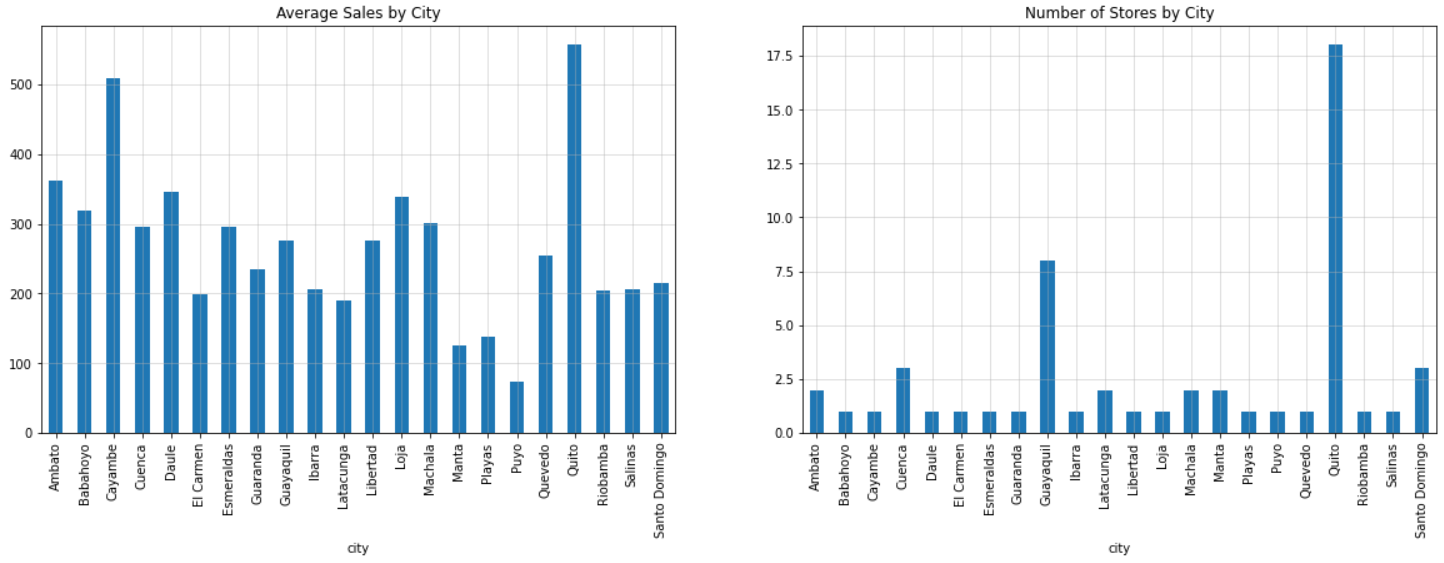 Average Sales by City
500
400
300
200
100
0
Ambato
Babahoyo
Cayambe
Cuenca
Daule
El Carmen
Esmeraldas
Guaranda
Guayaquil
Ibarra
Latacunga
Libertad
Loja
Machala
Manta
Playas
Puyo
Quevedo
Quito
Riobamba
Salinas
Santo Domingo
city
Number of Stores by City
17.5
15.0
12.5
10.0
7.5
5.0
2.5
0.0
Ambato
Babahoyo
Cayambe
Cuenca
Daule
El Carmen
Esmeraldas
Guaranda
Guayaquil
Ibarra
Latacunga
Libertad
Loja
Machala
Manta
Playas
Puyo
Quevedo
Quito
Riobamba
Salinas
Santo Domingo
city